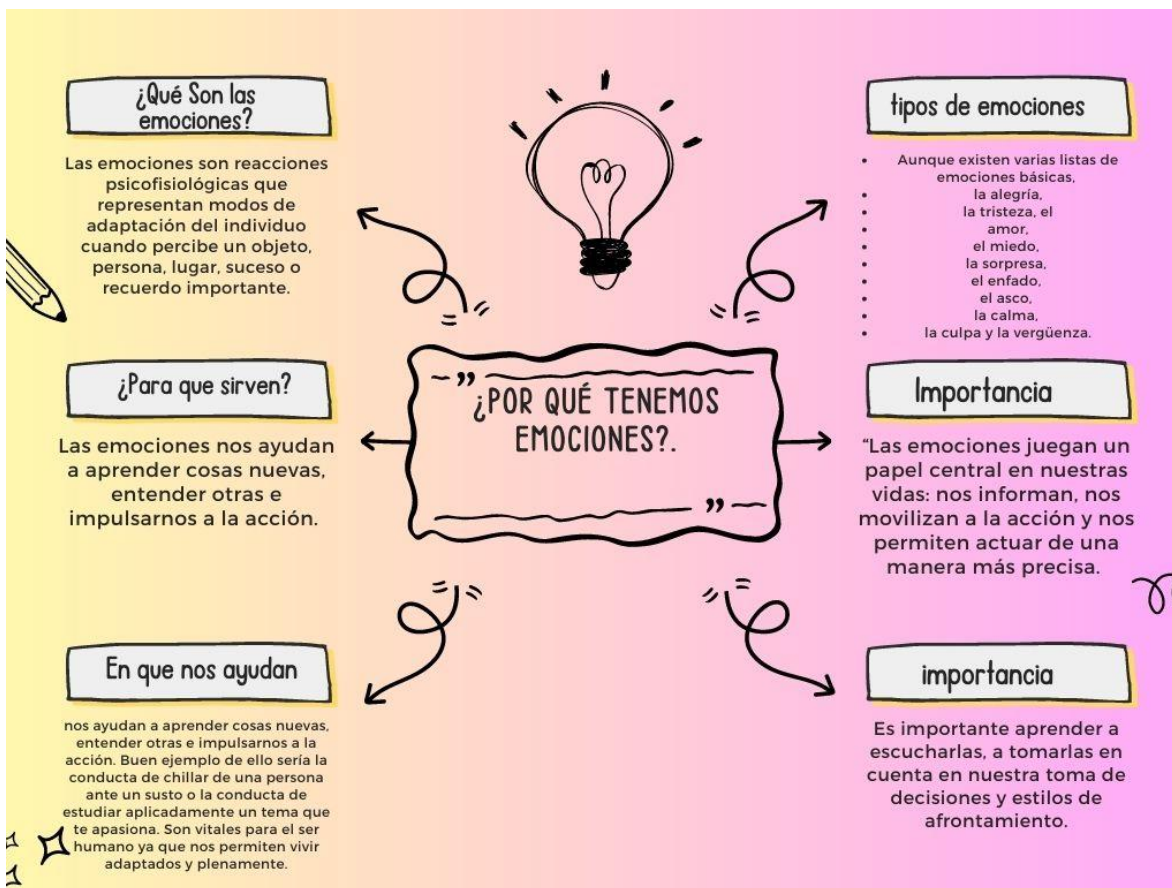 ¿Qué Son las
emociones?
Las emociones son reacciones
psicofisiológicas que
representan modos de
adaptación del individuo
cuando percibe un objeto,
persona, lugar, suceso o
recuerdo importante.
¿Para que sirven?
Las emociones nos ayudan
a aprender cosas nuevas,
entender otras e
impulsarnos a la acción.
En que nos ayudan
nos ayudan a aprender cosas nuevas,
entender otras e impulsarnos a la
acción. Buen ejemplo de ello sería la
conducta de chillar de una persona
ante un susto o la conducta de
estudiar aplicadamente un tema que
te apasiona. Son vitales para el ser
humano ya que nos permiten vivir
adaptados y plenamente.
¿POR QUÉ TENEMOS
EMOCIONES?.
tipos de emociones
• Aunque existen varias listas de
emociones básicas,
• la alegría,
• la tristeza, el
• amor,
• el miedo,
• la sorpresa,
• el enfado,
• el asco,
• la calma,
• la culpa y la vergüenza.
Importancia
“Las emociones juegan un
papel central en nuestras
vidas: nos informan, nos
movilizan a la acción y nos
permiten actuar de una
manera más precisa.
importancia
Es importante aprender a
escucharlas, a tomarlas en
cuenta en nuestra toma de
decisiones y estilos de
afrontamiento.